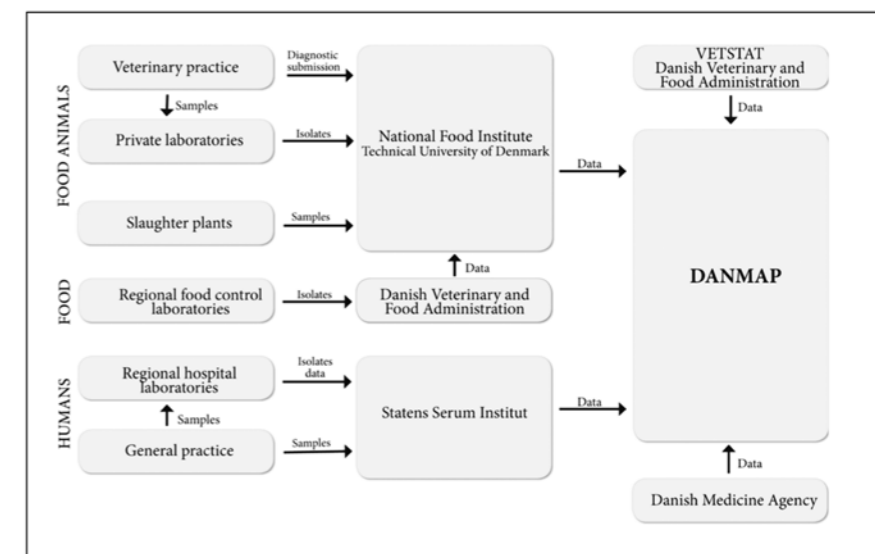 FOOD ANIMALS
Veterinary practice
Diagnostic
submission
Samples
Private laboratories
Isolates
Slaughter plants
Samples
National Food Institute
Technical University of Denmark
Data
VETSTAT
Danish Veterinary and
Food Administration
Data
DANMAP
FOOD
Regional food control
laboratories
Isolates
Data
Danish Veterinary and
Food Administration
HUMANS
Regional hospital
laboratories
Isolates
data
Samples
General practice
Samples
Statens Serum Institut
Data
Data
Danish Medicine Agency